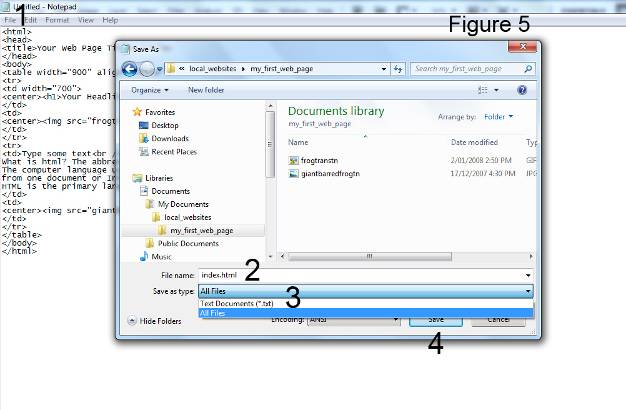 Untitled - Notepad
1
File Edit Format View Help
Figure 5
<html>
<head>
<title>Your Web Page T
</head>
<body>
<table width="900" alig
<tr>
<td width="700">
<center><h1>Your Headli
</td>
<td>
<center><img src="frogt
</td>
</tr>
<tr>
<td>Type some text<br /
What is html? The abbre
The computer language u
from one document or In
HTML is the primary lan
</td>
<td>
<center><img src="giant
</td>
</tr>
</table>
</body>
</html>
Save As
« local_websites my_first_web_page
Search my_first_web_page
Organize New folder
Favorites
Desktop
Downloads
Recent Places
Libraries
Documents
My Documents
local_websites
my_first_web_page
Public Documents
Music
Documents library
my_first_web_page
Arrange by: Folder
Name Date modified Ty
frogtranstn 2/01/2008 2:50 PM GIF
giantbarredfrogtn 17/12/2007 4:30 PM JPG
File name: index.html 2
Save as type: All Files
Text Documents (*.txt) 3
All Files
Hide Folders Encoding: ANSI Save Cancel
4